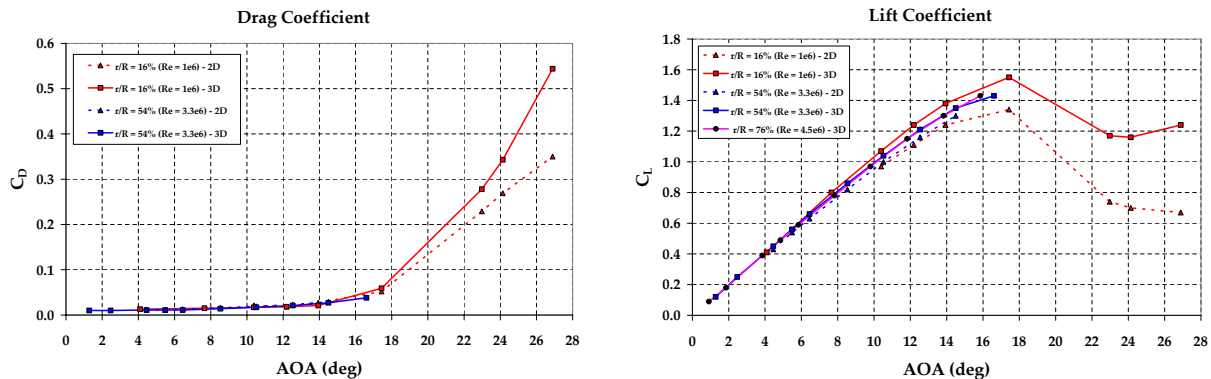 Drag Coefficient
0.6
0.5
0.4
0.3
0.2
0.1
0.0
C_D
r/R = 16% (Re = 1e6) - 2D
r/R = 16% (Re = 1e6) - 3D
r/R = 54% (Re = 3.3e6) - 2D
r/R = 54% (Re = 3.3e6) - 3D
0 2 4 6 8 10 12 14 16 18 20 22 24 26 28
AOA (deg)
Lift Coefficient
1.8
1.6
1.4
1.2
1.0
0.8
0.6
0.4
0.2
0.0
C_L
r/R = 16% (Re = 1e6) - 2D
r/R = 16% (Re = 1e6) - 3D
r/R = 54% (Re = 3.3e6) - 2D
r/R = 54% (Re = 3.3e6) - 3D
r/R = 76% (Re = 4.5e6) - 3D
0 2 4 6 8 10 12 14 16 18 20 22 24 26 28
AOA (deg)